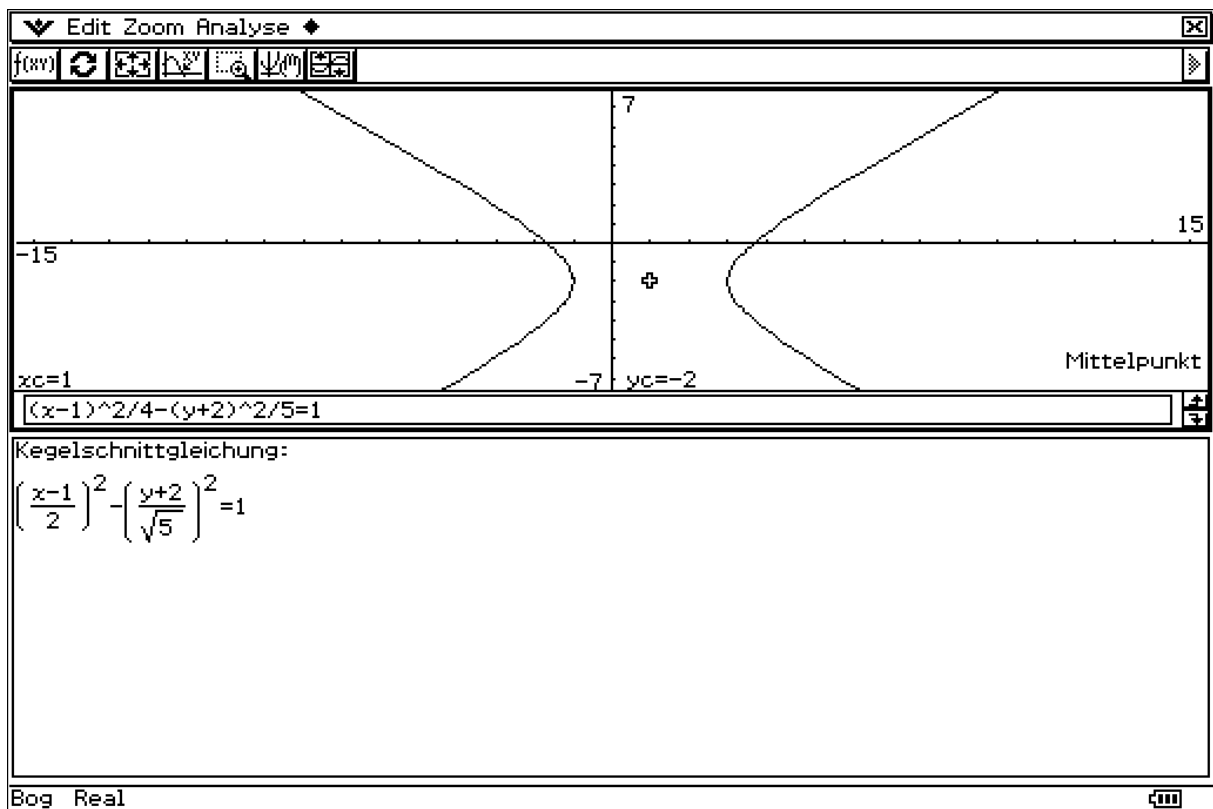 Edit Zoom Analyse ◆
f(xy)
7
15
-15
Mittelpunkt
xc=1 -7 yc=-2
(x-1)^2/4-(y+2)^2/5=1
Kegelschnittgleichung:
(x-1/2)^2-(y+2/√5)^2=1
Bog Real